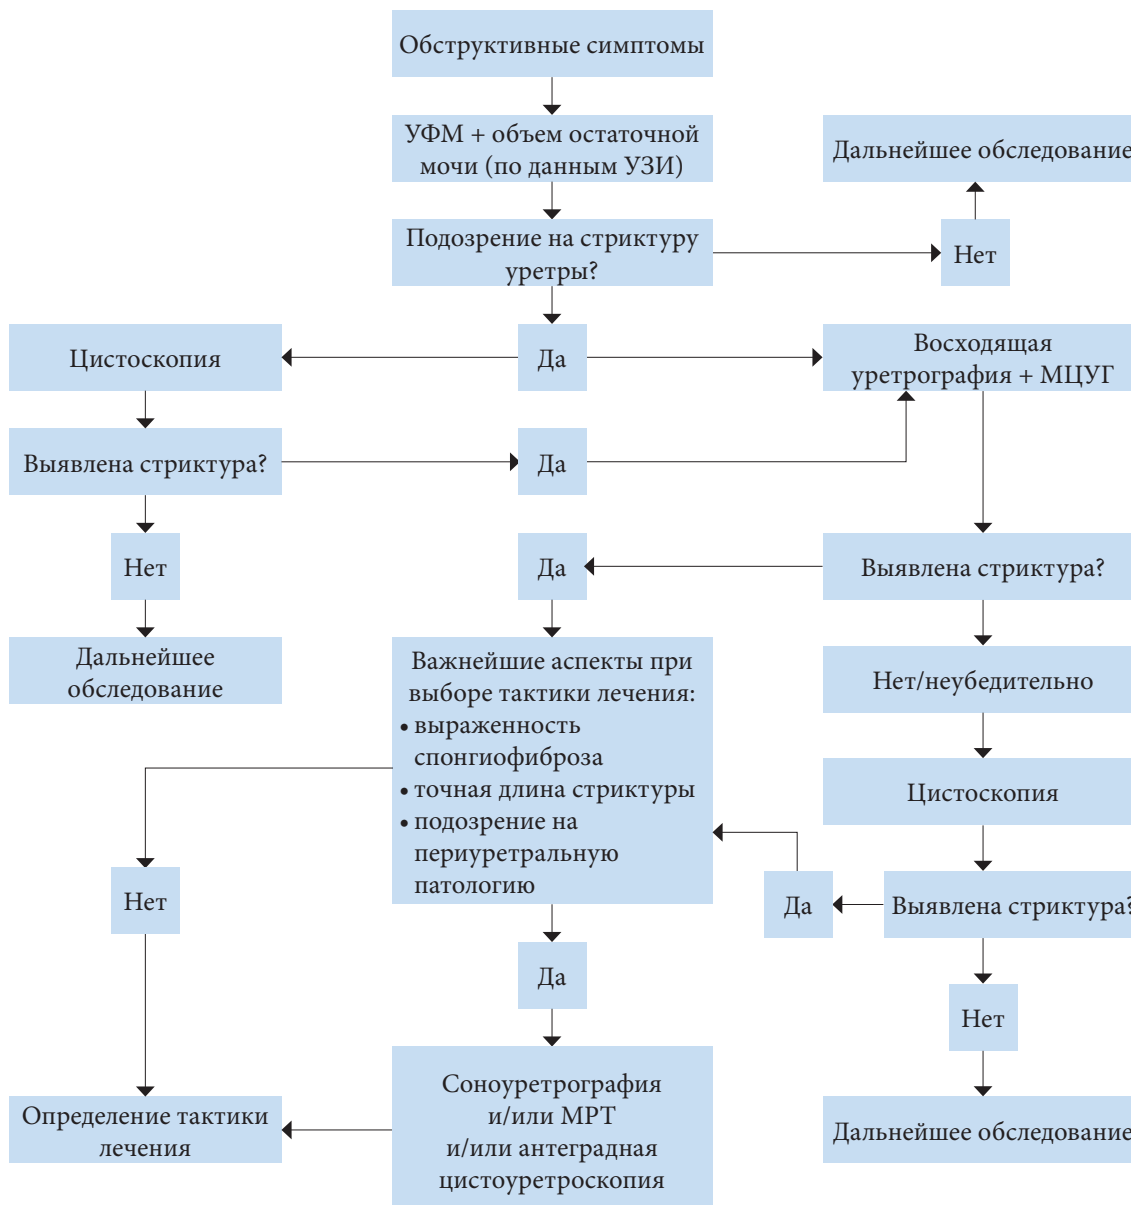 Обструктивные симптомы
УФМ + объем остаточной
мочи (по данным УЗИ)
Дальнейшее обследование
Подозрение на стриктуру
уретры?
Нет
Цистоскопия
Да
Восходящая
уретрография + МЦУГ
Выявлена стриктура?
Да
Нет
Да
Выявлена стриктура?
Дальнейшее
обследование
Важнейшие аспекты при
выборе тактики лечения:
• выраженность
спонгиофиброза
• точная длина стриктуры
• подозрение на
периуретральную
патологию
Нет/неубедительно
Цистоскопия
Нет
Да
Выявлена стриктура?
Да
Нет
Определение тактики
лечения
Соноуретрография
и/или МРТ
и/или антеградная
цистоуретроскопия
Дальнейшее обследование